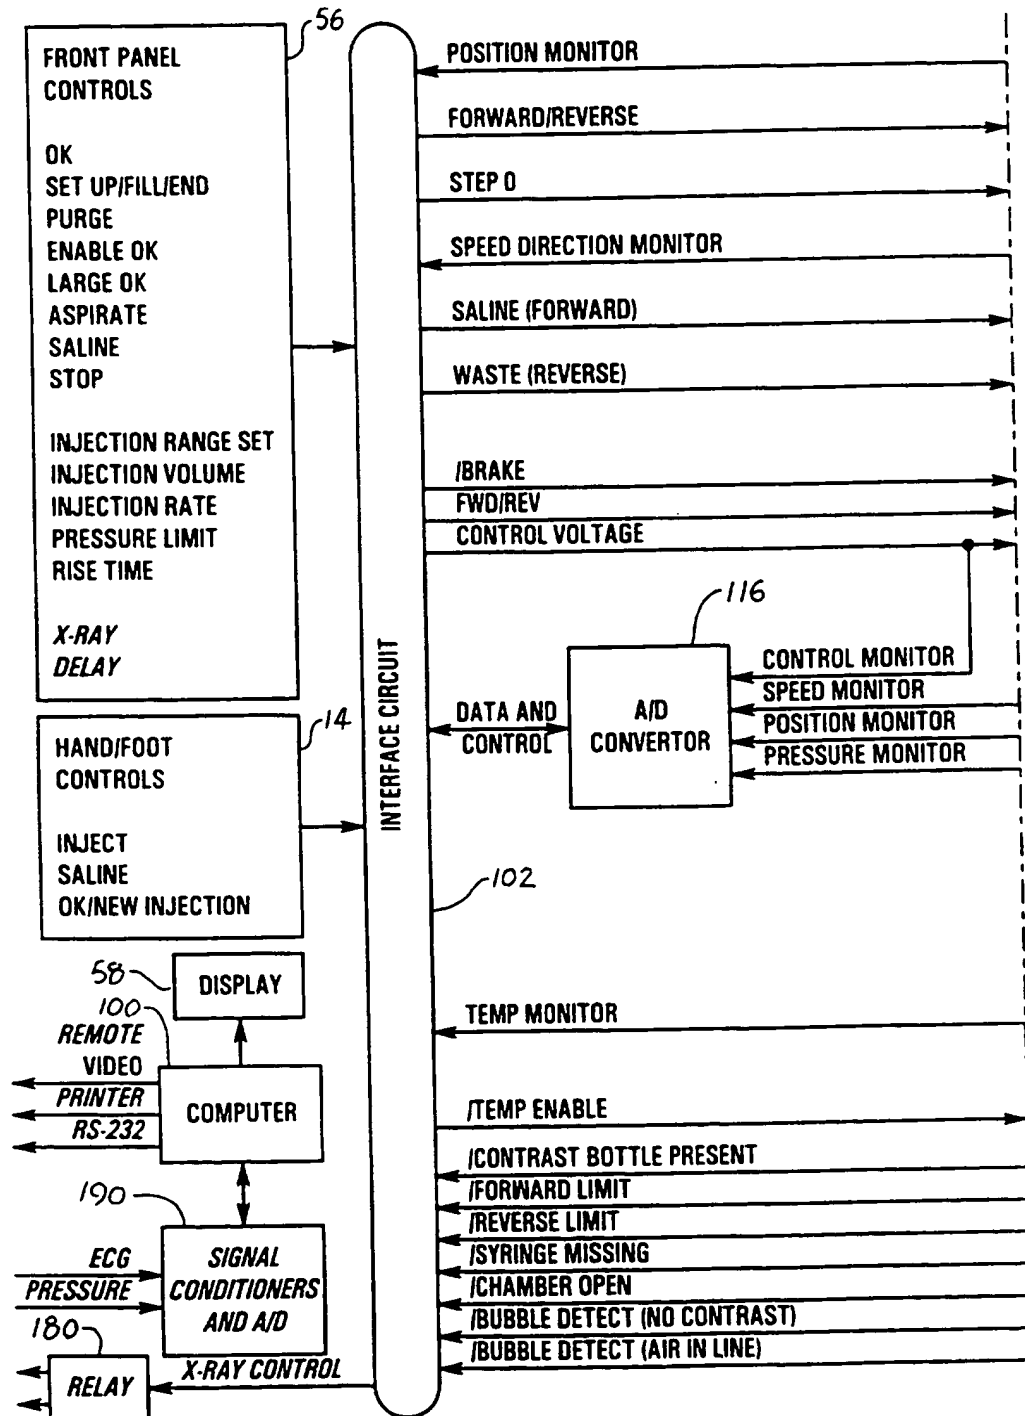 56
FRONT PANEL
CONTROLS
OK
SET UP/FILL/END
PURGE
ENABLE OK
LARGE OK
ASPIRATE
SALINE
STOP
INJECTION RANGE SET
INJECTION VOLUME
INJECTION RATE
PRESSURE LIMIT
RISE TIME
X-RAY
DELAY
14
HAND/FOOT
CONTROLS
INJECT
SALINE
OK/NEW INJECTION
58
DISPLAY
100
REMOTE
VIDEO
PRINTER
RS-232
COMPUTER
190
ECG
PRESSURE
SIGNAL
CONDITIONERS
AND A/D
180
RELAY
X-RAY CONTROL
INTERFACE CIRCUIT
102
POSITION MONITOR
FORWARD/REVERSE
STEP 0
SPEED DIRECTION MONITOR
SALINE (FORWARD)
WASTE (REVERSE)
/BRAKE
FWD/REV
CONTROL VOLTAGE
116
DATA AND
CONTROL
A/D
CONVERTOR
CONTROL MONITOR
SPEED MONITOR
POSITION MONITOR
PRESSURE MONITOR
TEMP MONITOR
/TEMP ENABLE
/CONTRAST BOTTLE PRESENT
/FORWARD LIMIT
/REVERSE LIMIT
/SYRINGE MISSING
/CHAMBER OPEN
/BUBBLE DETECT (NO CONTRAST)
/BUBBLE DETECT (AIR IN LINE)